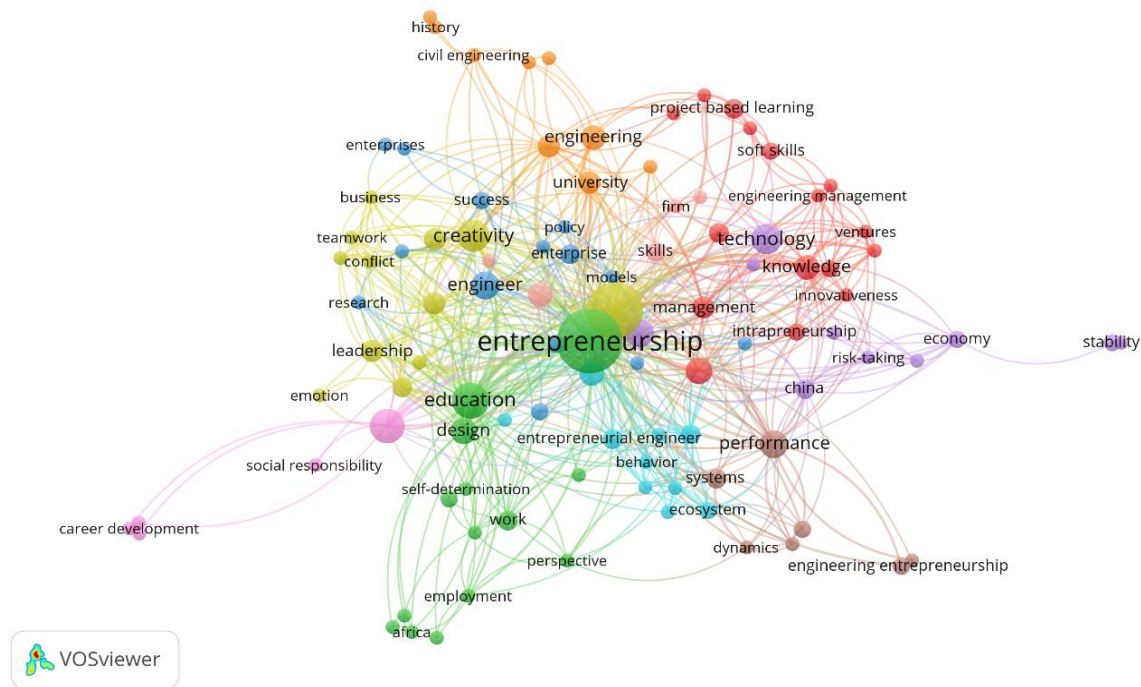 history
civil engineering
project based learning
engineering
enterprises
soft skills
university
business
engineering management
success
firm
policy
teamwork
creativity
technology
ventures
enterprise
skills
conflict
knowledge
models
engineer
research
innovativeness
management
intrapreneurship
entrepreneurship
economy
stability
leadership
risk-taking
china
emotion
education
design
entrepreneurial engineer
performance
social responsibility
behavior
systems
self-determination
ecosystem
work
career development
dynamics
perspective
engineering entrepreneurship
employment
africa
VOSviewer